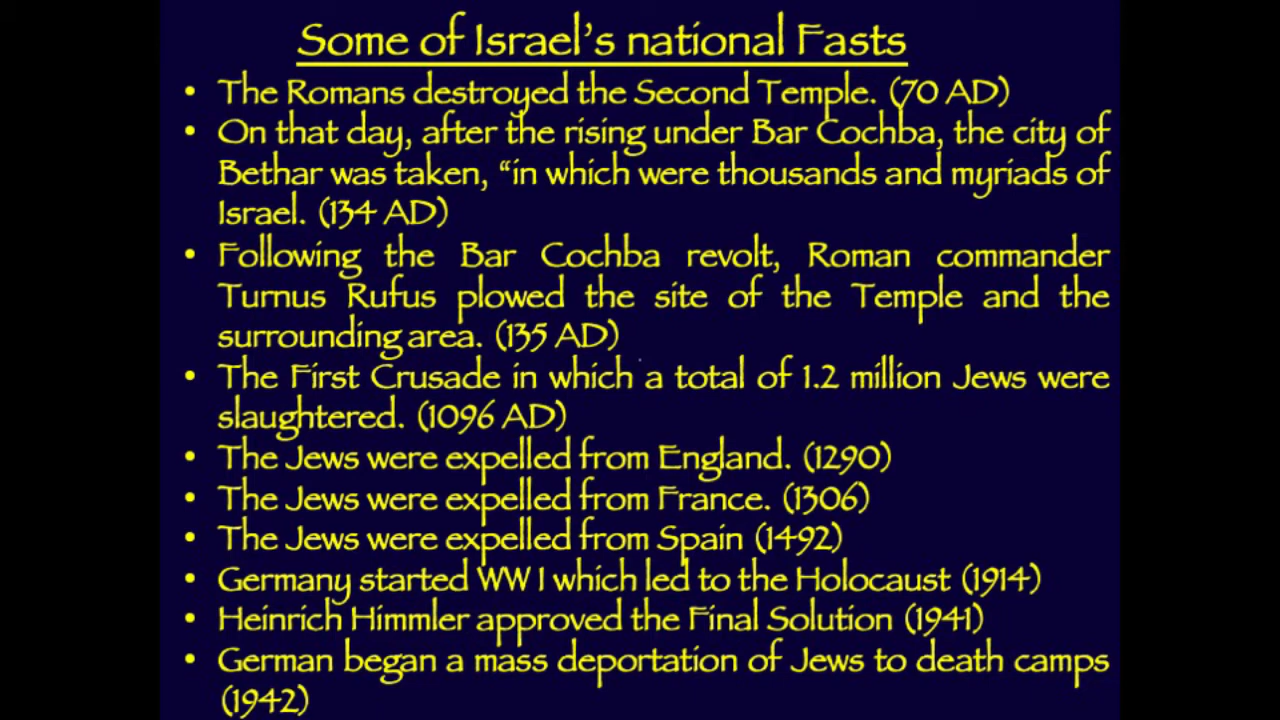 Some of Israel's national Fasts
• The Romans destroyed the Second Temple. (70 AD)
• On that day, after the rising under Bar Cochba, the city of
Bethar was taken, "in which were thousands and myriads of
Israel. (134 AD)
• Following the Bar Cochba revolt, Roman commander
Turnus Rufus plowed the site of the Temple and the
surrounding area. (135 AD)
• The First Crusade in which a total of 1.2 million Jews were
slaughtered. (1096 AD)
• The Jews were expelled from England. (1290)
• The Jews were expelled from France. (1306)
• The Jews were expelled from Spain (1492)
• Germany started WW I which led to the Holocaust (1914)
• Heinrich Himmler approved the Final Solution (1941)
• German began a mass deportation of Jews to death camps
(1942)